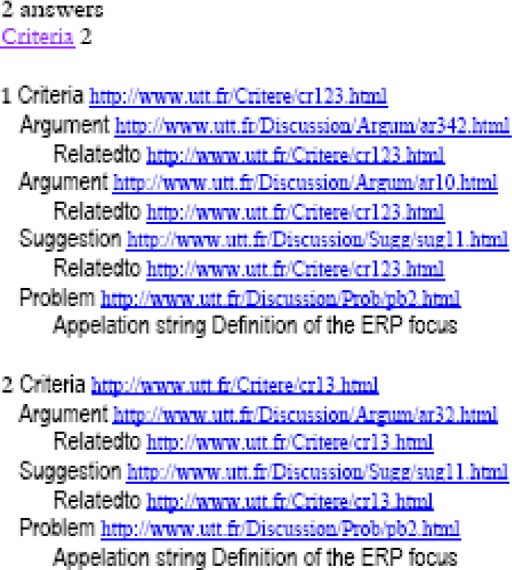 2 answers
Criteria 2
1 Criteria http://www.utt.fr/Critere/cr123.html
Argument http://www.utt.fr/Discussion/Argum/ar342.html
Relatedto http://www.utt.fr/Critere/cr123.html
Argument http://www.utt.fr/Discussion/Argum/ar10.html
Relatedto http://www.utt.fr/Critere/cr123.html
Suggestion http://www.utt.fr/Discussion/Sugg/sug11.html
Relatedto http://www.utt.fr/Critere/cr123.html
Problem http://www.utt.fr/Discussion/Prob/pb2.html
Appelation string Definition of the ERP focus
2 Criteria http://www.utt.fr/Critere/cr13.html
Argument http://www.utt.fr/Discussion/Argum/ar32.html
Relatedto http://www.utt.fr/Critere/cr13.html
Suggestion http://www.utt.fr/Discussion/Sugg/sug11.html
Relatedto http://www.utt.fr/Critere/cr13.html
Problem http://www.utt.fr/Discussion/Prob/pb2.html
Appelation string Definition of the ERP focus